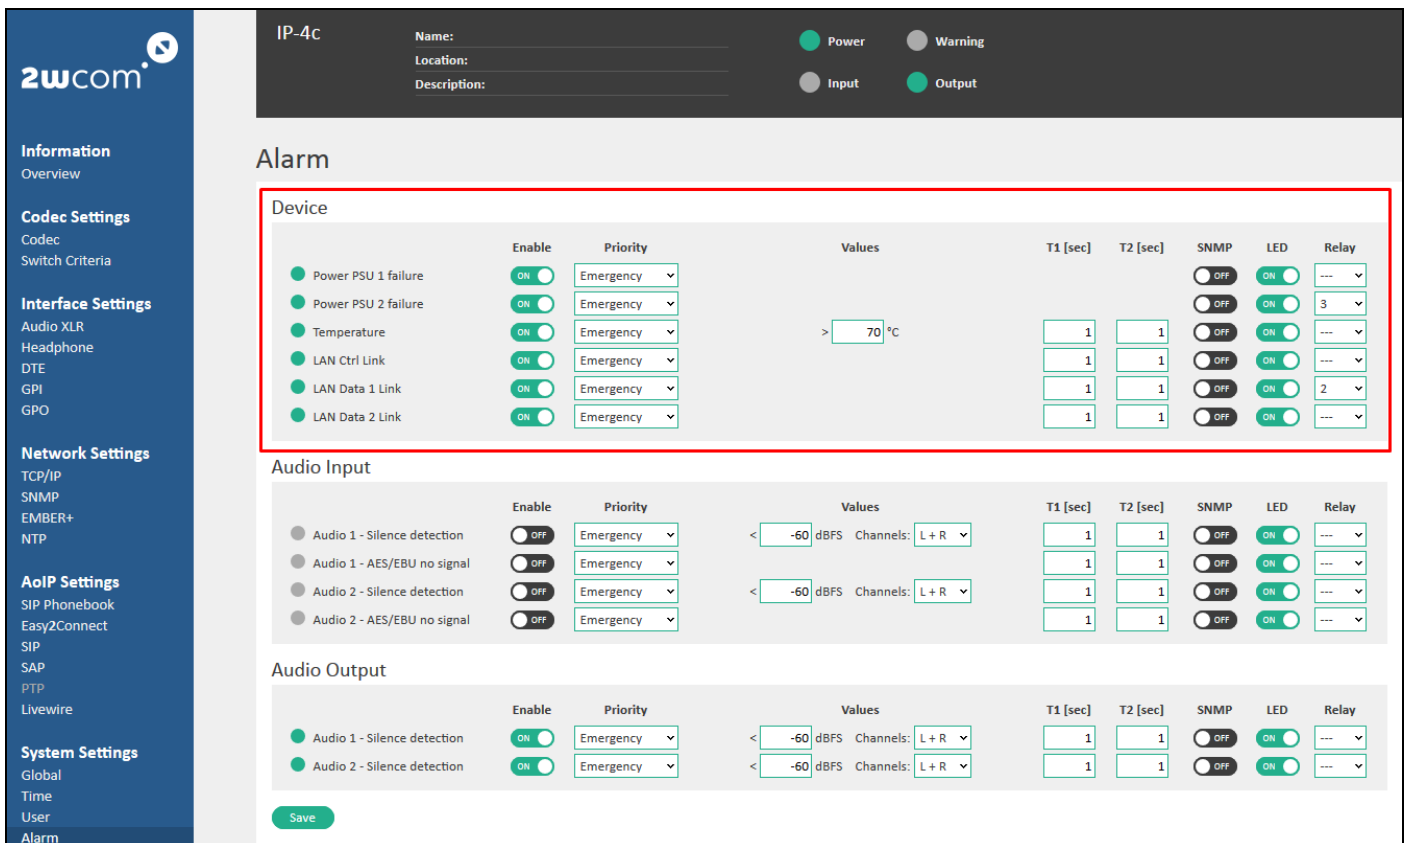 2wcom
Information
Overview
Codec Settings
Codec
Switch Criteria
Interface Settings
Audio XLR
Headphone
DTE
GPI
GPO
Network Settings
TCP/IP
SNMP
EMBER+
NTP
AoIP Settings
SIP Phonebook
Easy2Connect
SIP
SAP
PTP
Livewire
System Settings
Global
Time
User
Alarm
IP-4c
Name:
Location:
Description:
Power Warning
Input Output
Alarm
Device
Enable Priority Values T1 [sec] T2 [sec] SNMP LED Relay
Power PSU 1 failure ON Emergency OFF ON ---
Power PSU 2 failure ON Emergency OFF ON 3
Temperature ON Emergency > 70 °C 1 1 OFF ON ---
LAN Ctrl Link ON Emergency 1 1 OFF ON ---
LAN Data 1 Link ON Emergency 1 1 OFF ON 2
LAN Data 2 Link ON Emergency 1 1 OFF ON ---
Audio Input
Enable Priority Values T1 [sec] T2 [sec] SNMP LED Relay
Audio 1 - Silence detection OFF Emergency < -60 dBFS Channels: L + R 1 1 OFF ON ---
Audio 1 - AES/EBU no signal OFF Emergency 1 1 OFF ON ---
Audio 2 - Silence detection OFF Emergency < -60 dBFS Channels: L + R 1 1 OFF ON ---
Audio 2 - AES/EBU no signal OFF Emergency 1 1 OFF ON ---
Audio Output
Enable Priority Values T1 [sec] T2 [sec] SNMP LED Relay
Audio 1 - Silence detection ON Emergency < -60 dBFS Channels: L + R 1 1 OFF ON ---
Audio 2 - Silence detection ON Emergency < -60 dBFS Channels: L + R 1 1 OFF ON ---
Save